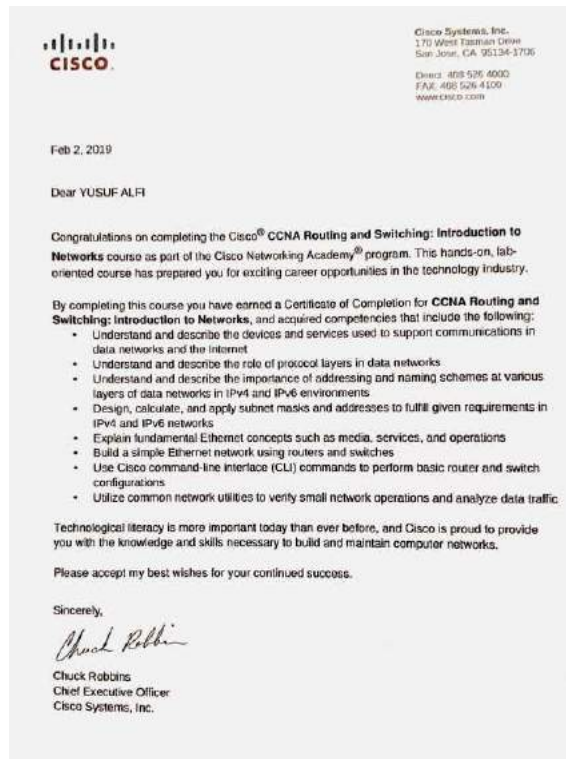 CISCO.
Cisco Systems, Inc.
170 West Tasman Drive
San Jose, CA 95134-1706
Direct: 408 526 4000
FAX: 408 526 4100
www.cisco.com
Feb 2, 2019
Dear YUSUF ALFI
Congratulations on completing the Cisco® CCNA Routing and Switching: Introduction to
Networks course as part of the Cisco Networking Academy® program. This hands-on, lab-
oriented course has prepared you for exciting career opportunities in the technology industry.
By completing this course you have earned a Certificate of Completion for CCNA Routing and
Switching: Introduction to Networks, and acquired competencies that include the following:
• Understand and describe the devices and services used to support communications in
data networks and the Internet
• Understand and describe the role of protocol layers in data networks
• Understand and describe the importance of addressing and naming schemes at various
layers of data networks in IPv4 and IPv6 environments
• Design, calculate, and apply subnet masks and addresses to fulfill given requirements in
IPv4 and IPv6 networks
• Explain fundamental Ethernet concepts such as media, services, and operations
• Build a simple Ethernet network using routers and switches
• Use Cisco command-line interface (CLI) commands to perform basic router and switch
configurations
• Utilize common network utilities to verify small network operations and analyze data traffic
Technological literacy is more important today than ever before, and Cisco is proud to provide
you with the knowledge and skills necessary to build and maintain computer networks.
Please accept my best wishes for your continued success.
Sincerely,
Chuck Robbins
Chuck Robbins
Chief Executive Officer
Cisco Systems, Inc.